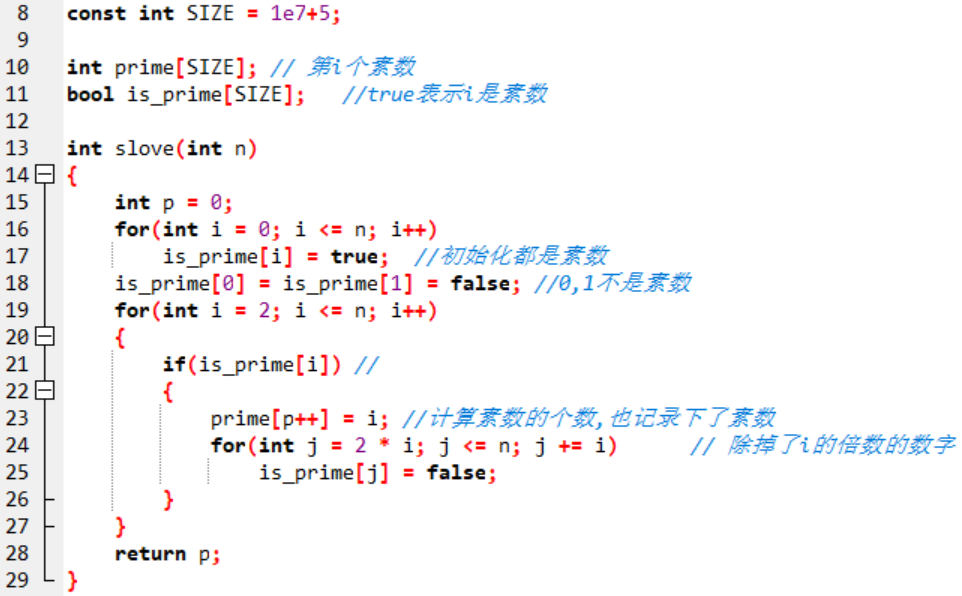 8 const int SIZE = 1e7+5;
9
10 int prime[SIZE]; // 第i个素数
11 bool is_prime[SIZE];   //true表示i是素数
12
13 int slove(int n)
14 {
15     int p = 0;
16     for(int i = 0; i <= n; i++)
17         is_prime[i] = true;  //初始化都是素数
18     is_prime[0] = is_prime[1] = false; //0,1不是素数
19     for(int i = 2; i <= n; i++)
20     {
21         if(is_prime[i]) //
22         {
23             prime[p++] = i; //计算素数的个数,也记录下了素数
24             for(int j = 2 * i; j <= n; j += i)      // 除掉了i的倍数的数字
25                 is_prime[j] = false;
26         }
27     }
28     return p;
29 }